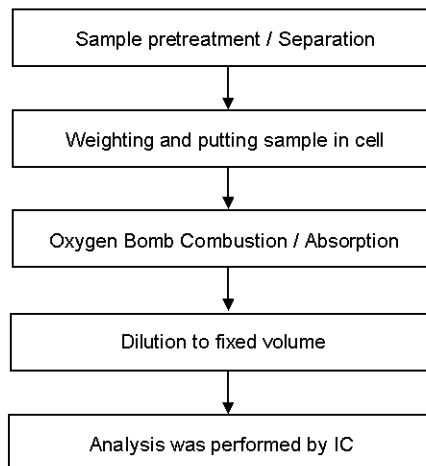 Sample pretreatment / Separation
Weighting and putting sample in cell
Oxygen Bomb Combustion / Absorption
Dilution to fixed volume
Analysis was performed by IC